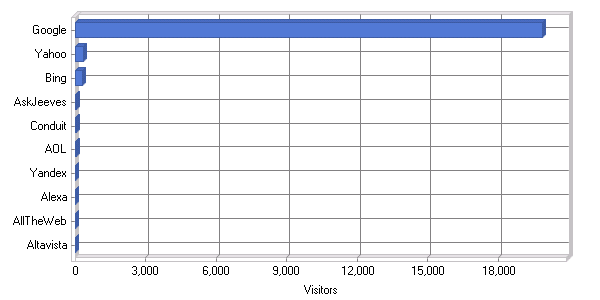 Google
Yahoo
Bing
AskJeeves
Conduit
AOL
Yandex
Alexa
AllTheWeb
Altavista
0 3,000 6,000 9,000 12,000 15,000 18,000
Visitors